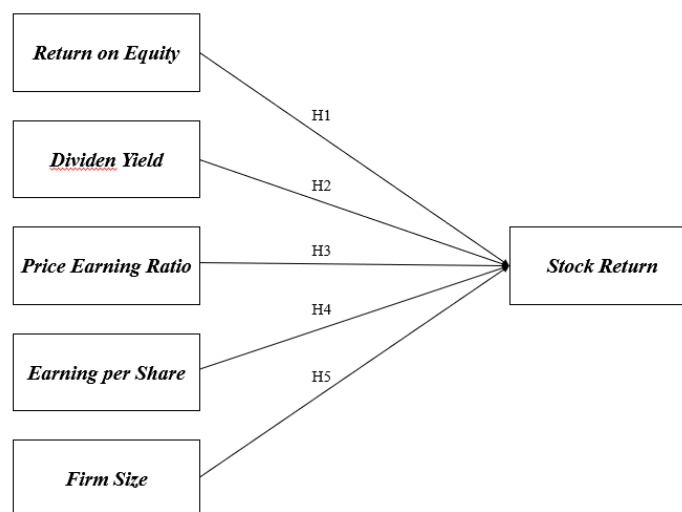 Return on Equity
H1
Dividen Yield
H2
Price Earning Ratio
H3
Stock Return
H4
Earning per Share
H5
Firm Size